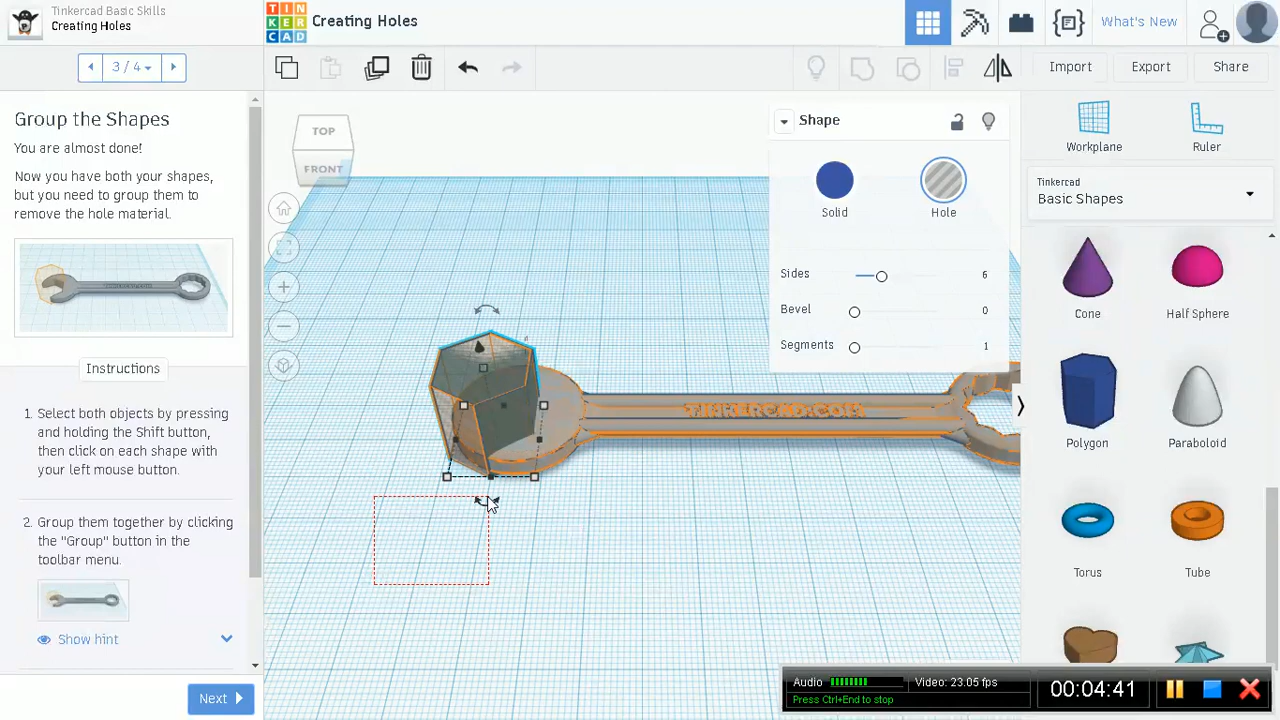 TIN
KER
CAD
Tinkercad Basic Skills
Creating Holes
Creating Holes
What's New
3 / 4
Import
Export
Share
Group the Shapes
You are almost done!
Now you have both your shapes,
but you need to group them to
remove the hole material.
Instructions
1. Select both objects by pressing
and holding the Shift button,
then click on each shape with
your left mouse button.
2. Group them together by clicking
the "Group" button in the
toolbar menu.
Show hint
Next
TOP
FRONT
TINKERCAD.COM
Shape
Solid
Hole
Sides 6
Bevel 0
Segments 1
Workplane
Ruler
Tinkercad
Basic Shapes
Cone
Half Sphere
Polygon
Paraboloid
Torus
Tube
Audio
Video: 23.05 fps
Press Ctrl+End to stop
00:04:41